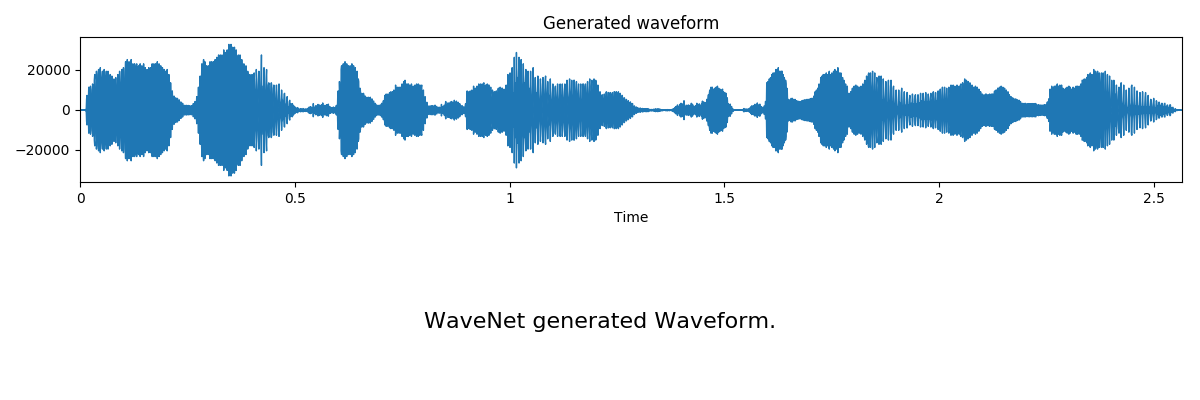 Generated waveform
20000
0
−20000
0 0.5 1 1.5 2 2.5
Time
WaveNet generated Waveform.